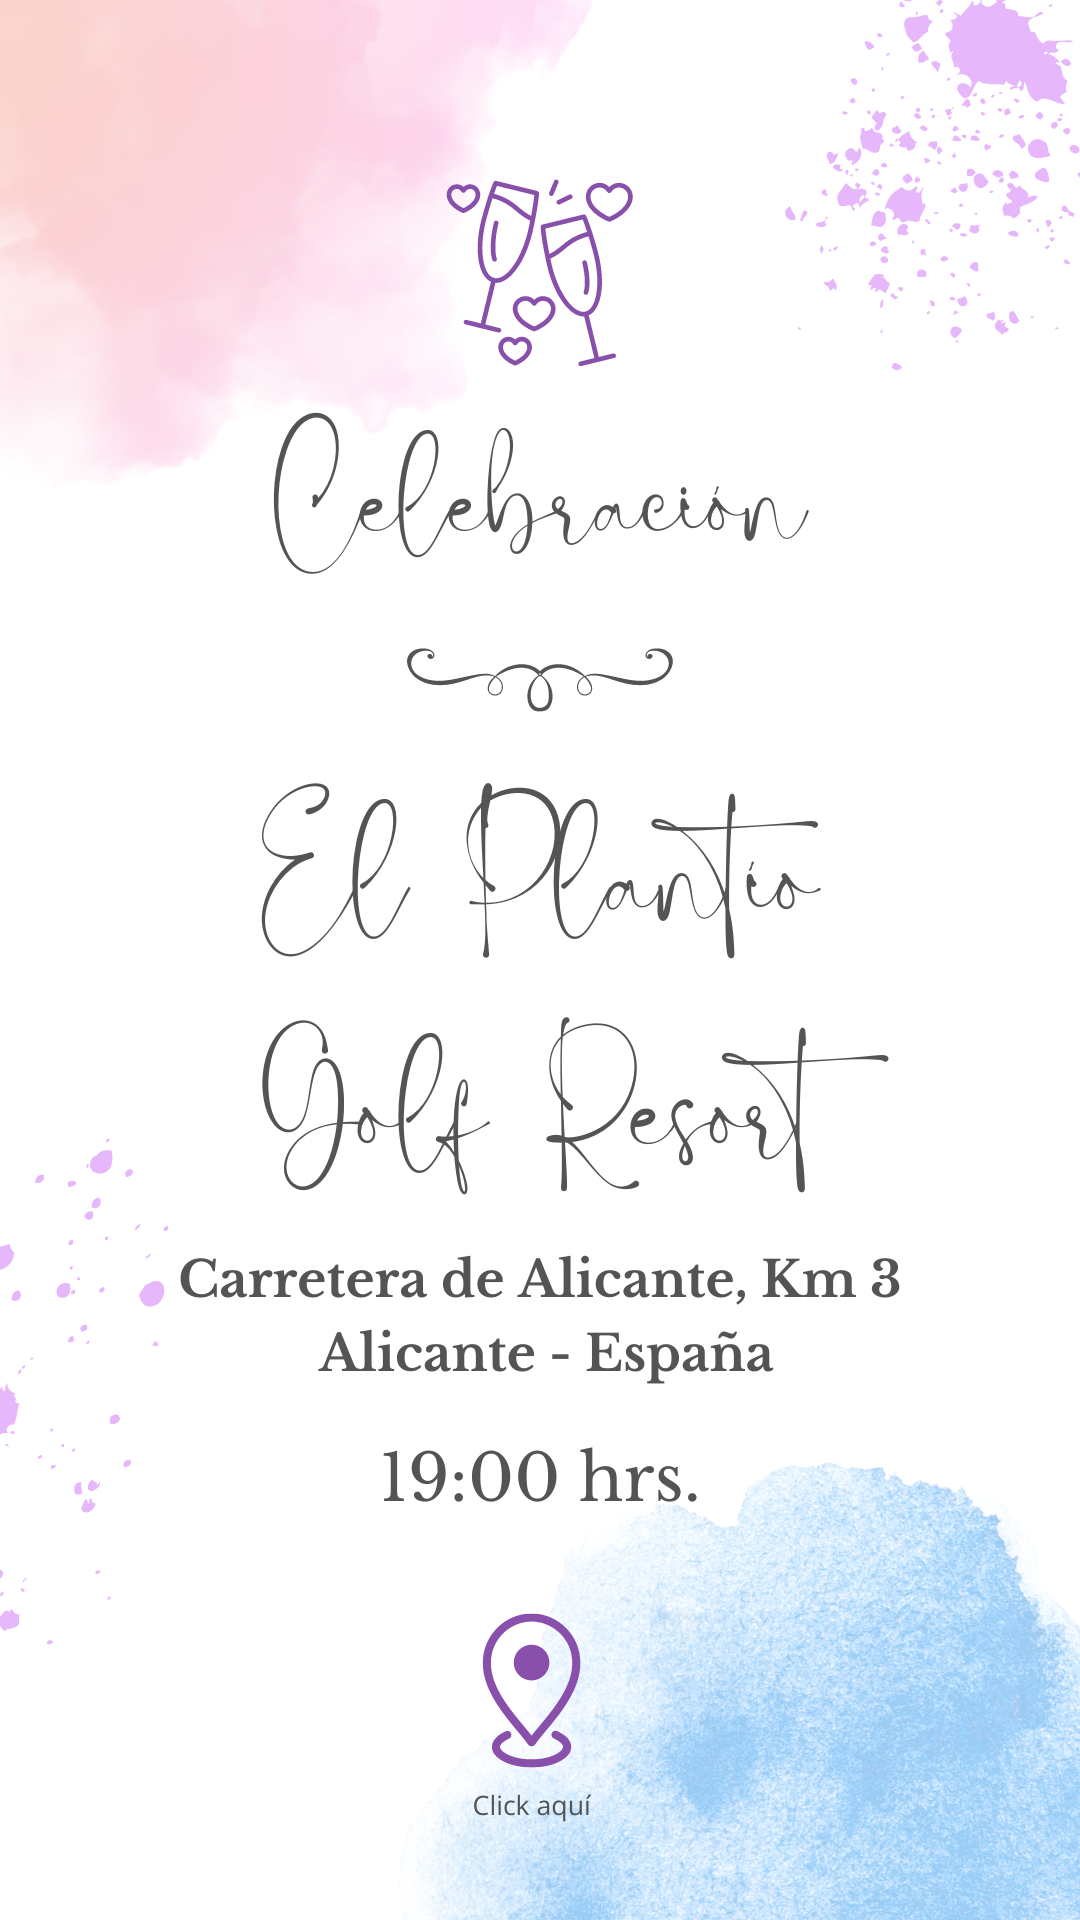 Celebración
El Plantío
Golf Resort
Carretera de Alicante, Km 3
Alicante - España
19:00 hrs.
Click aquí